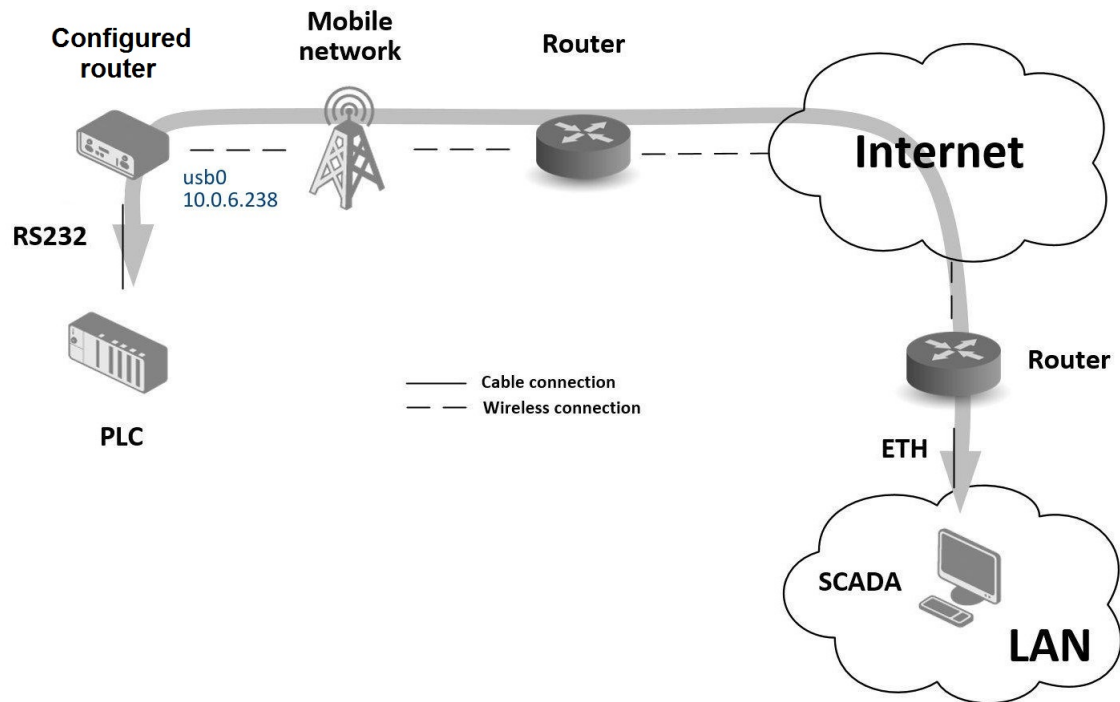 Configured
router
Mobile
network
Router
Internet
usb0
10.0.6.238
RS232
PLC
Cable connection
Wireless connection
Router
ETH
SCADA
LAN